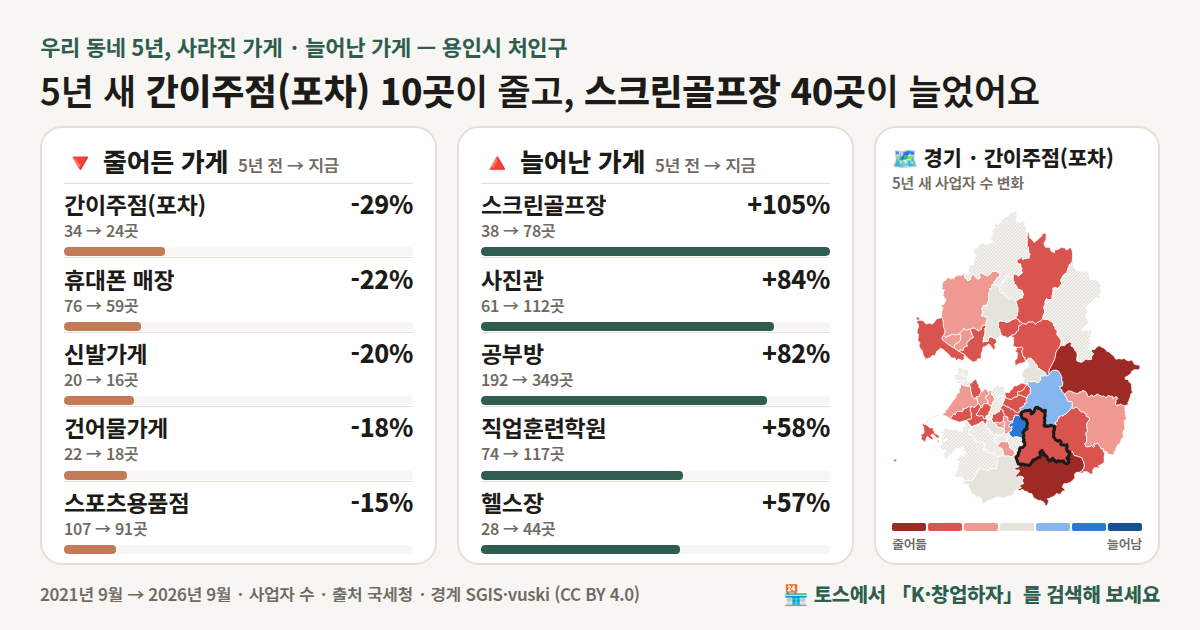 우리 동네 5년, 사라진 가게 · 늘어난 가게 — 용인시 처인구
5년 새 간이주점(포차) 10곳이 줄고, 스크린골프장 40곳이 늘었어요
🔻 줄어든 가게 5년 전 → 지금
간이주점(포차) -29%
34 → 24곳
휴대폰 매장 -22%
76 → 59곳
신발가게 -20%
20 → 16곳
건어물가게 -18%
22 → 18곳
스포츠용품점 -15%
107 → 91곳
🔺 늘어난 가게 5년 전 → 지금
스크린골프장 +105%
38 → 78곳
사진관 +84%
61 → 112곳
공부방 +82%
192 → 349곳
직업훈련학원 +58%
74 → 117곳
헬스장 +57%
28 → 44곳
🗺️ 경기 · 간이주점(포차)
5년 새 사업자 수 변화
줄어듦 늘어남
2021년 9월 → 2026년 9월 · 사업자 수 · 출처 국세청 · 경계 SGIS·vuski (CC BY 4.0)
🏪 토스에서 「K·창업하자」를 검색해 보세요